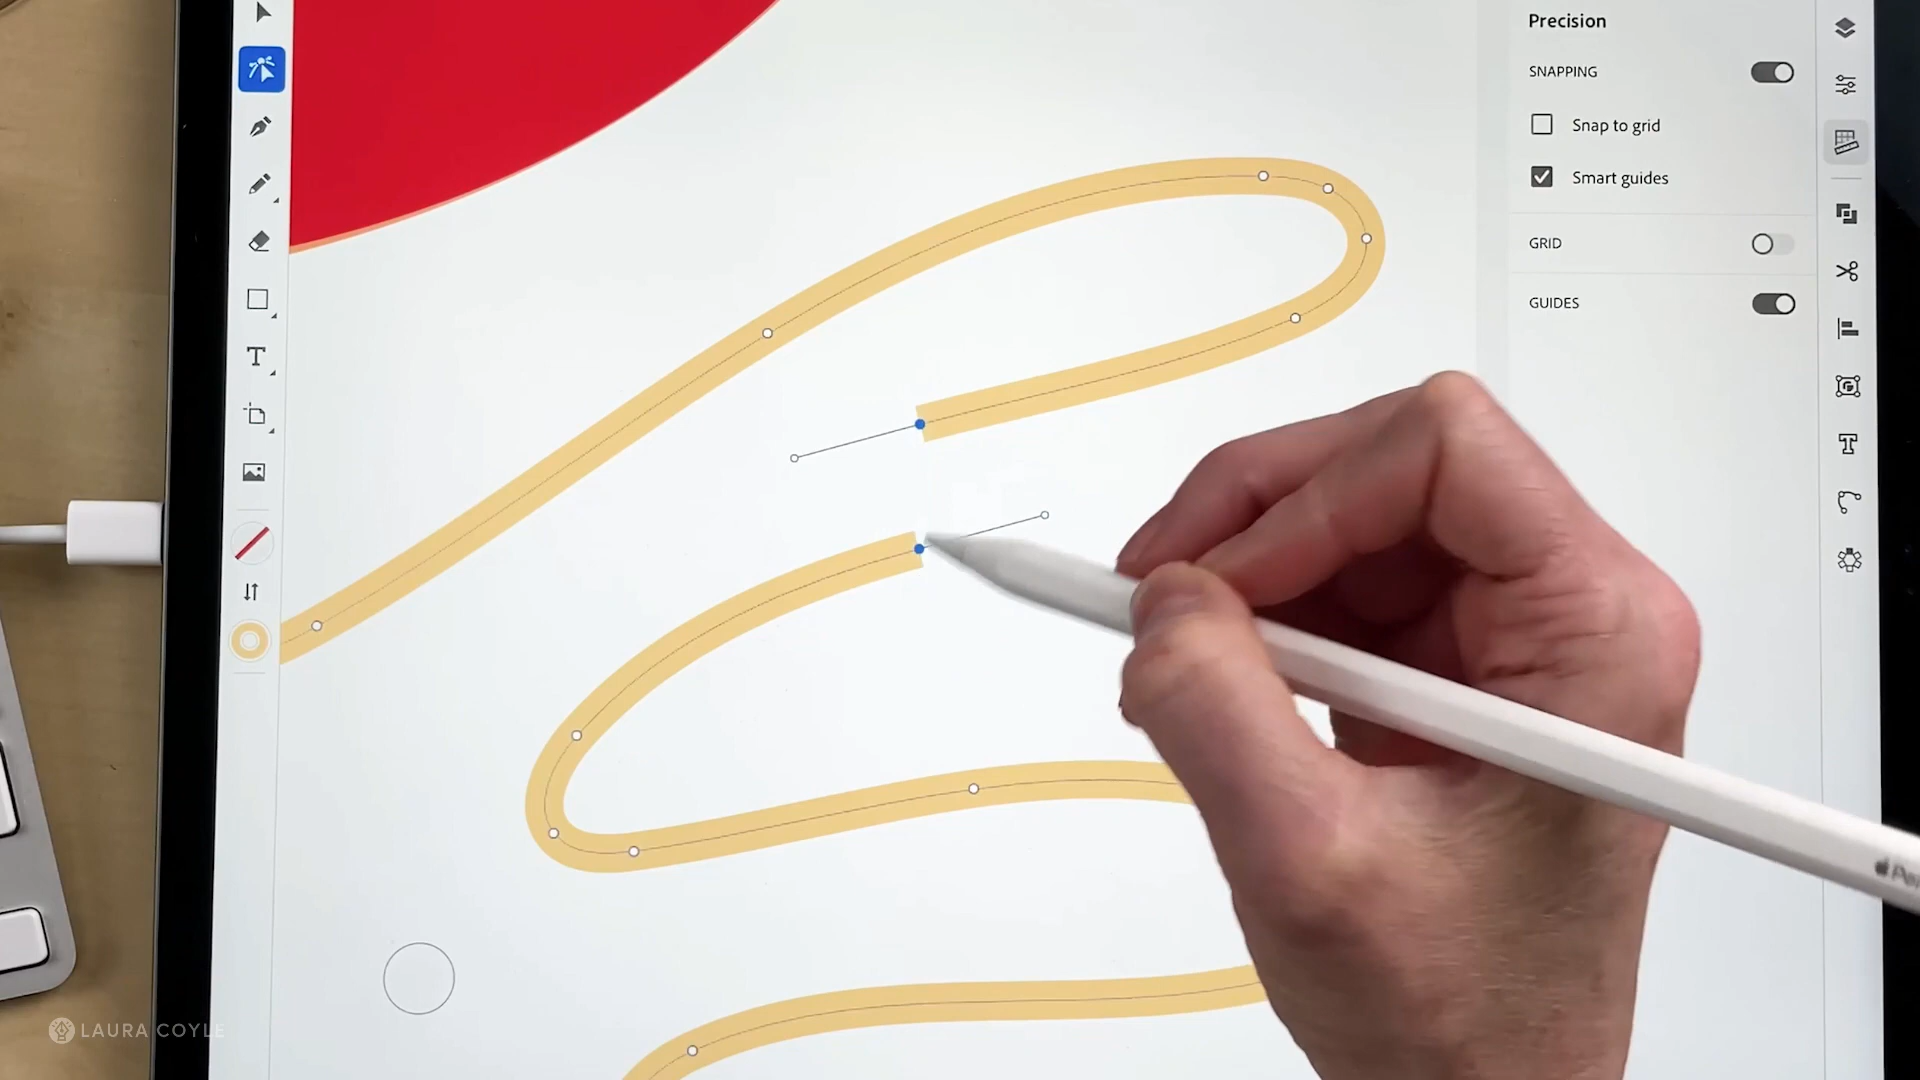 Precision
SNAPPING
Snap to grid
Smart guides
GRID
GUIDES
LAURA COYLE